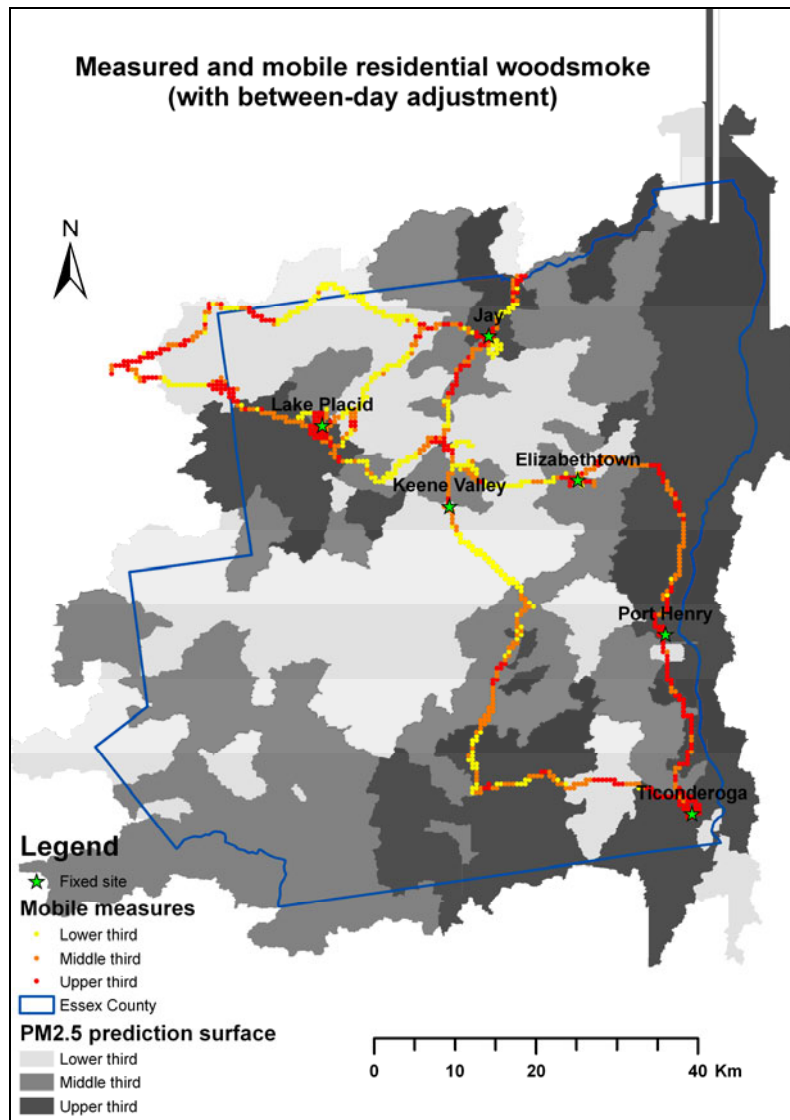 Measured and mobile residential woodsmoke
(with between-day adjustment)
N
Jay
Lake Placid
Elizabethtown
Keene Valley
Port Henry
Ticonderoga
Legend
Fixed site
Mobile measures
Lower third
Middle third
Upper third
Essex County
PM2.5 prediction surface
Lower third
Middle third
Upper third
0 10 20 40 Km